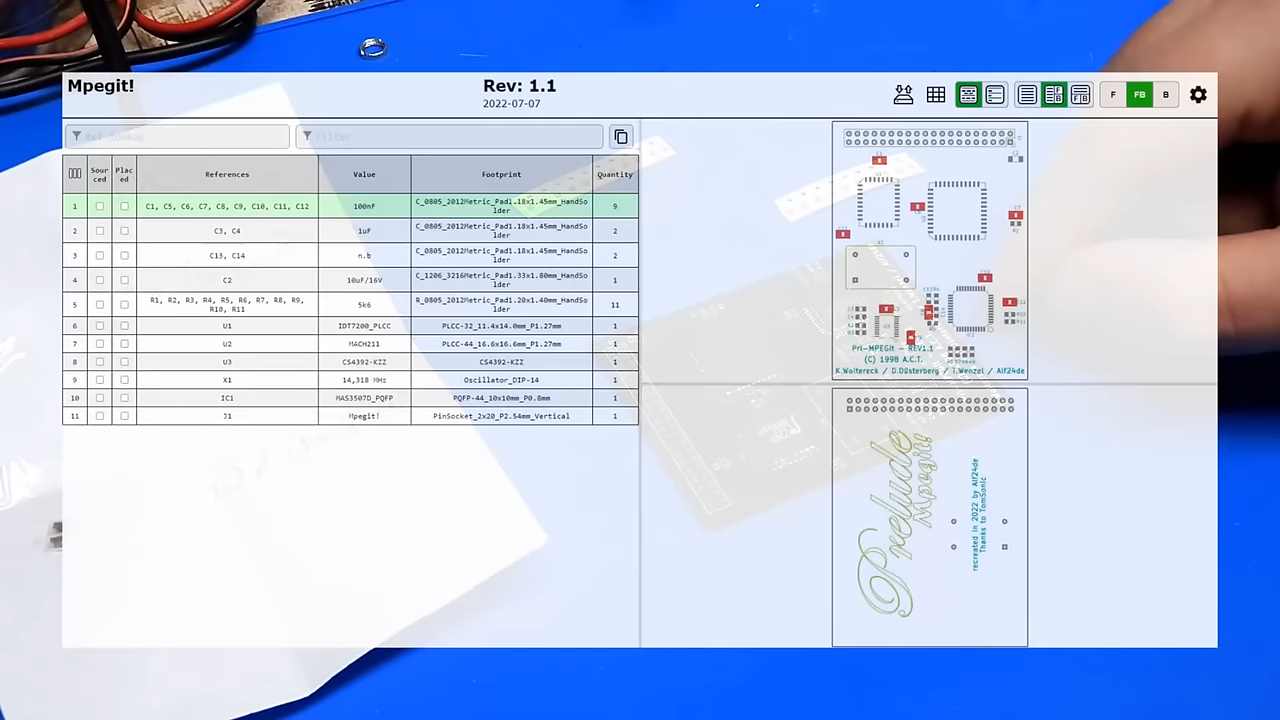 Mpegit!
Rev: 1.1
2022-07-07
F FB B
Ref lookup
Filter
Sourced Placed References Value Footprint Quantity
1 C1, C5, C6, C7, C8, C9, C10, C11, C12 100nF C_0805_2012Metric_Pad1.18x1.45mm_HandSolder 9
2 C3, C4 1uF C_0805_2012Metric_Pad1.18x1.45mm_HandSolder 2
3 C13, C14 n.b C_0805_2012Metric_Pad1.18x1.45mm_HandSolder 2
4 C2 10uF/16V C_1206_3216Metric_Pad1.33x1.80mm_HandSolder 1
5 R1, R2, R3, R4, R5, R6, R7, R8, R9, R10, R11 5k6 R_0805_2012Metric_Pad1.20x1.40mm_HandSolder 11
6 U1 IDT7200_PLCC PLCC-32_11.4x14.0mm_P1.27mm 1
7 U2 MACH211 PLCC-44_16.6x16.6mm_P1.27mm 1
8 U3 CS4392-KZZ CS4392-KZZ 1
9 X1 14,318 MHz Oscillator_DIP-14 1
10 IC1 MAS3507D_PQFP PQFP-44_10x10mm_P0.8mm 1
11 J1 Mpegit! PinSocket_2x20_P2.54mm_Vertical 1
Pri-MPEGit - REV1.1
(C) 1998 A.C.T.
K.Woltereck / D.Düsterberg / T.Wenzel / Alf24de
Prelude
Mpegit!
recreated in 2022 by Alf24de
Thanks to TomSonic